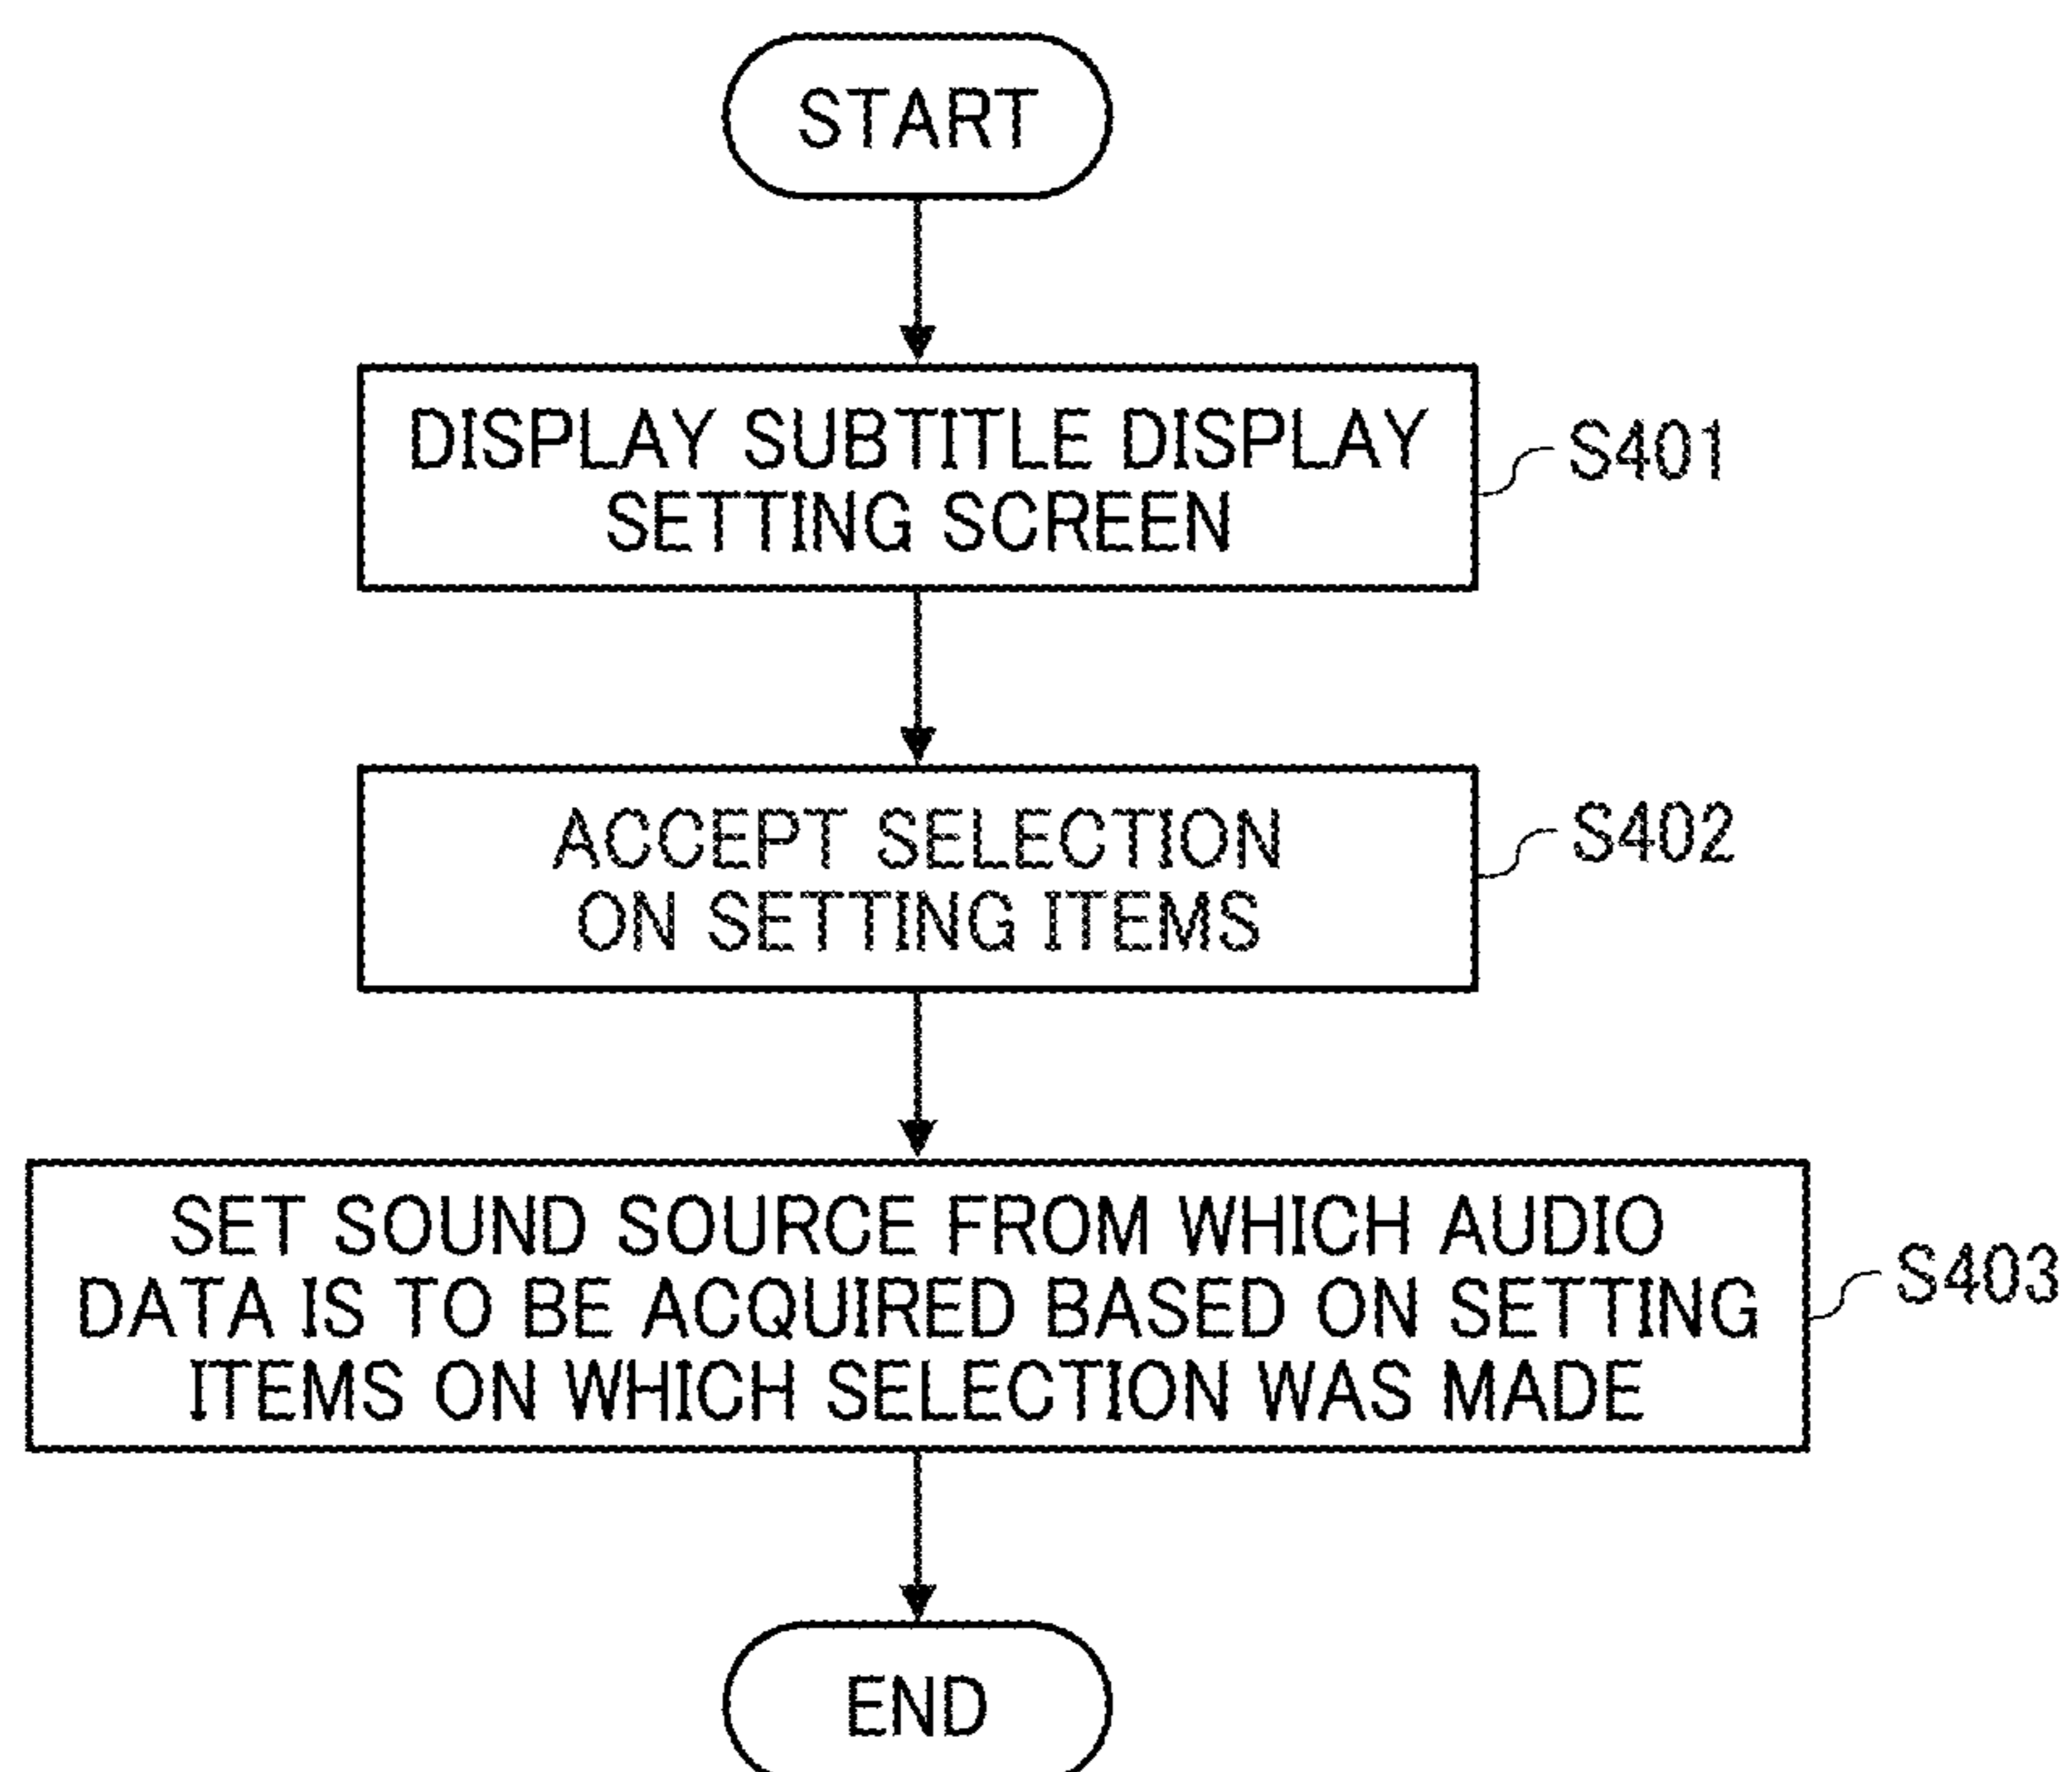 START
DISPLAY SUBTITLE DISPLAY
SETTING SCREEN
S401
ACCEPT SELECTION
ON SETTING ITEMS
S402
SET SOUND SOURCE FROM WHICH AUDIO
DATA IS TO BE ACQUIRED BASED ON SETTING
ITEMS ON WHICH SELECTION WAS MADE
S403
END